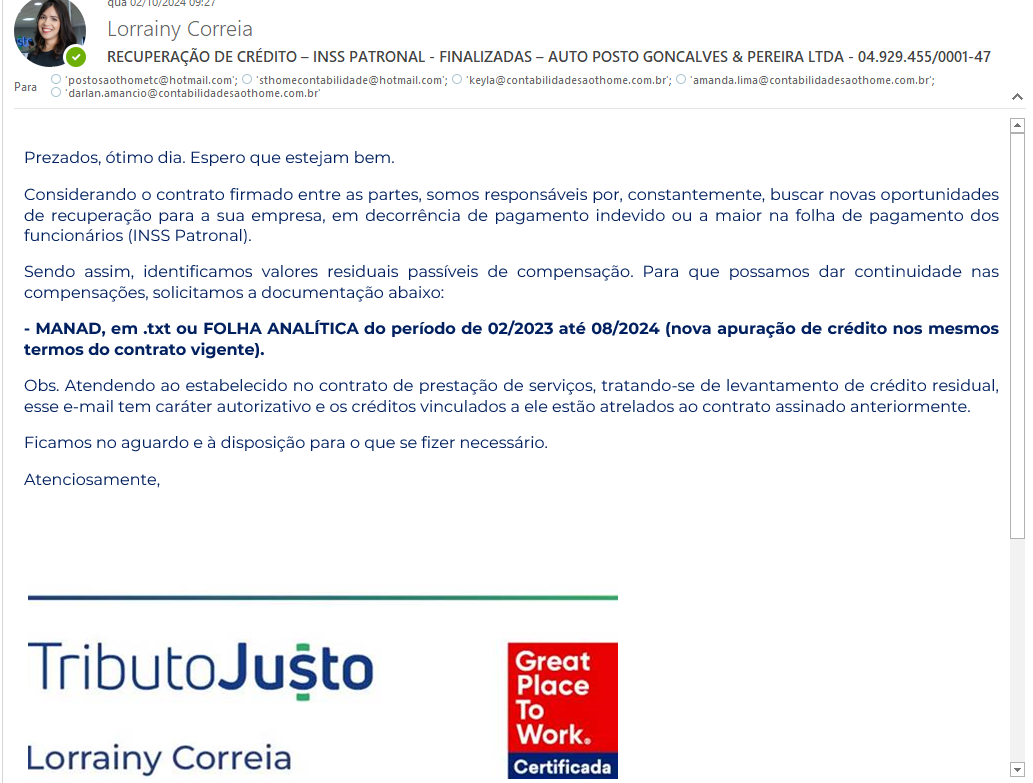 qua 02/10/2024 09:27
Lorrainy Correia
RECUPERAÇÃO DE CRÉDITO – INSS PATRONAL - FINALIZADAS – AUTO POSTO GONCALVES & PEREIRA LTDA - 04.929.455/0001-47
Para 'postosaothometc@hotmail.com'; 'sthomecontabilidade@hotmail.com'; 'keyla@contabilidadesaothome.com.br'; 'amanda.lima@contabilidadesaothome.com.br';
'darlan.amancio@contabilidadesaothome.com.br'
Prezados, ótimo dia. Espero que estejam bem.
Considerando o contrato firmado entre as partes, somos responsáveis por, constantemente, buscar novas oportunidades
de recuperação para a sua empresa, em decorrência de pagamento indevido ou a maior na folha de pagamento dos
funcionários (INSS Patronal).
Sendo assim, identificamos valores residuais passíveis de compensação. Para que possamos dar continuidade nas
compensações, solicitamos a documentação abaixo:
- MANAD, em .txt ou FOLHA ANALÍTICA do período de 02/2023 até 08/2024 (nova apuração de crédito nos mesmos
termos do contrato vigente).
Obs. Atendendo ao estabelecido no contrato de prestação de serviços, tratando-se de levantamento de crédito residual,
esse e-mail tem caráter autorizativo e os créditos vinculados a ele estão atrelados ao contrato assinado anteriormente.
Ficamos no aguardo e à disposição para o que se fizer necessário.
Atenciosamente,
TributoJusto
Great
Place
To
Work.
Certificada
Lorrainy Correia